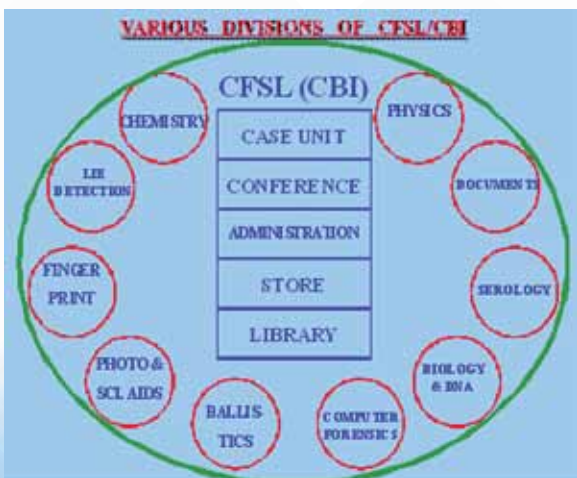 VARIOUS DIVISIONS OF CFSL/CBI
CFSL (CBI)
CASE UNIT
CONFERENCE
ADMINISTRATION
STORE
LIBRARY
CHEMISTRY
LIE
DETECTION
FINGER
PRINT
PHOTO &
SCI. AIDS
BALLIS
TICS
COMPUTER
FORENSICS
BIOLOGY
& DNA
SEROLOGY
DOCUMENTS
PHYSICS